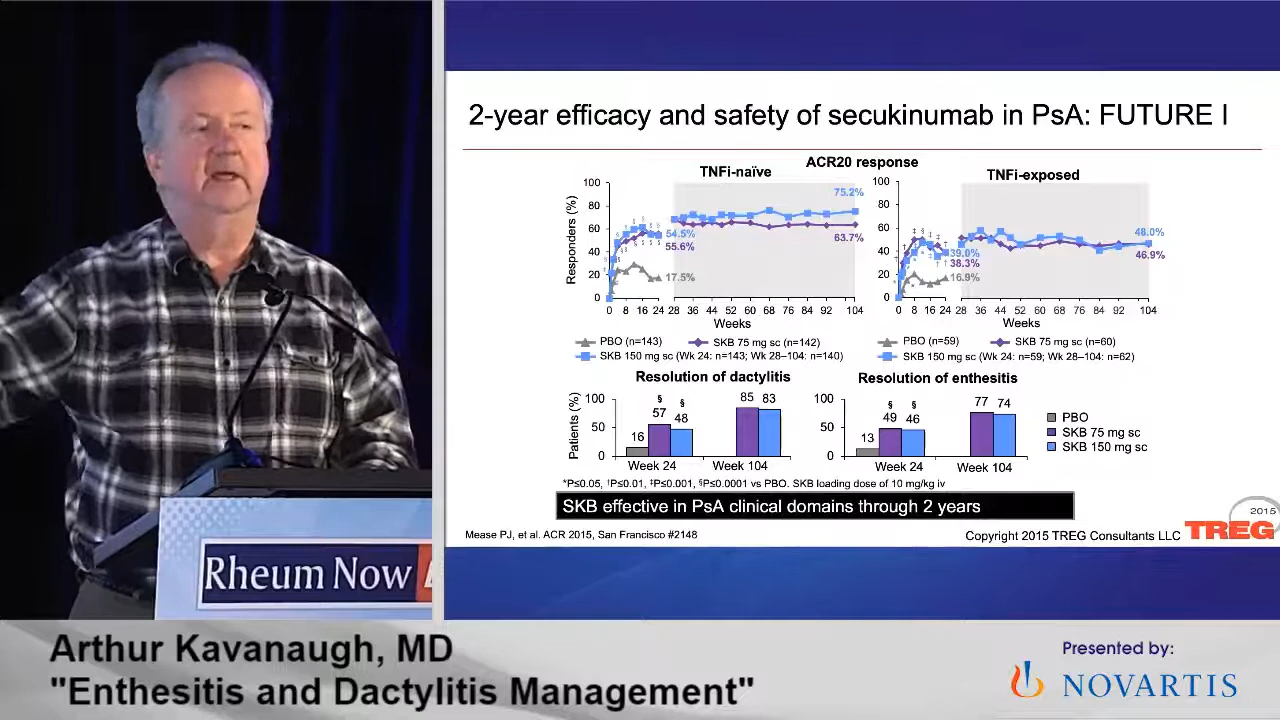 2-year efficacy and safety of secukinumab in PsA: FUTURE I
ACR20 response
TNFi-naïve
TNFi-exposed
Responders (%)
100
80
60
40
20
0
75.2%
63.7%
54.5%
55.6%
17.5%
0 8 16 24 28 36 44 52 60 68 76 84 92 104
Weeks
100
80
60
40
20
0
48.0%
46.9%
39.0%
38.3%
16.9%
0 8 16 24 28 36 44 52 60 68 76 84 92 104
Weeks
PBO (n=143) SKB 75 mg sc (n=142)
SKB 150 mg sc (Wk 24: n=143; Wk 28–104: n=140)
PBO (n=59) SKB 75 mg sc (n=60)
SKB 150 mg sc (Wk 24: n=59; Wk 28–104: n=62)
Resolution of dactylitis
Patients (%)
100
50
0
16 § 57 § 48 85 83
Week 24 Week 104
Resolution of enthesitis
100
50
0
13 § 49 § 46 77 74
Week 24 Week 104
PBO
SKB 75 mg sc
SKB 150 mg sc
*P≤0.05, †P≤0.01, ‡P≤0.001, §P≤0.0001 vs PBO. SKB loading dose of 10 mg/kg iv
SKB effective in PsA clinical domains through 2 years
Mease PJ, et al ACR 2015, San Francisco #2148
Copyright 2015 TREG Consultants LLC
2015
TREG
Rheum Now
Arthur Kavanaugh, MD
"Enthesitis and Dactylitis Management"
Presented by:
NOVARTIS